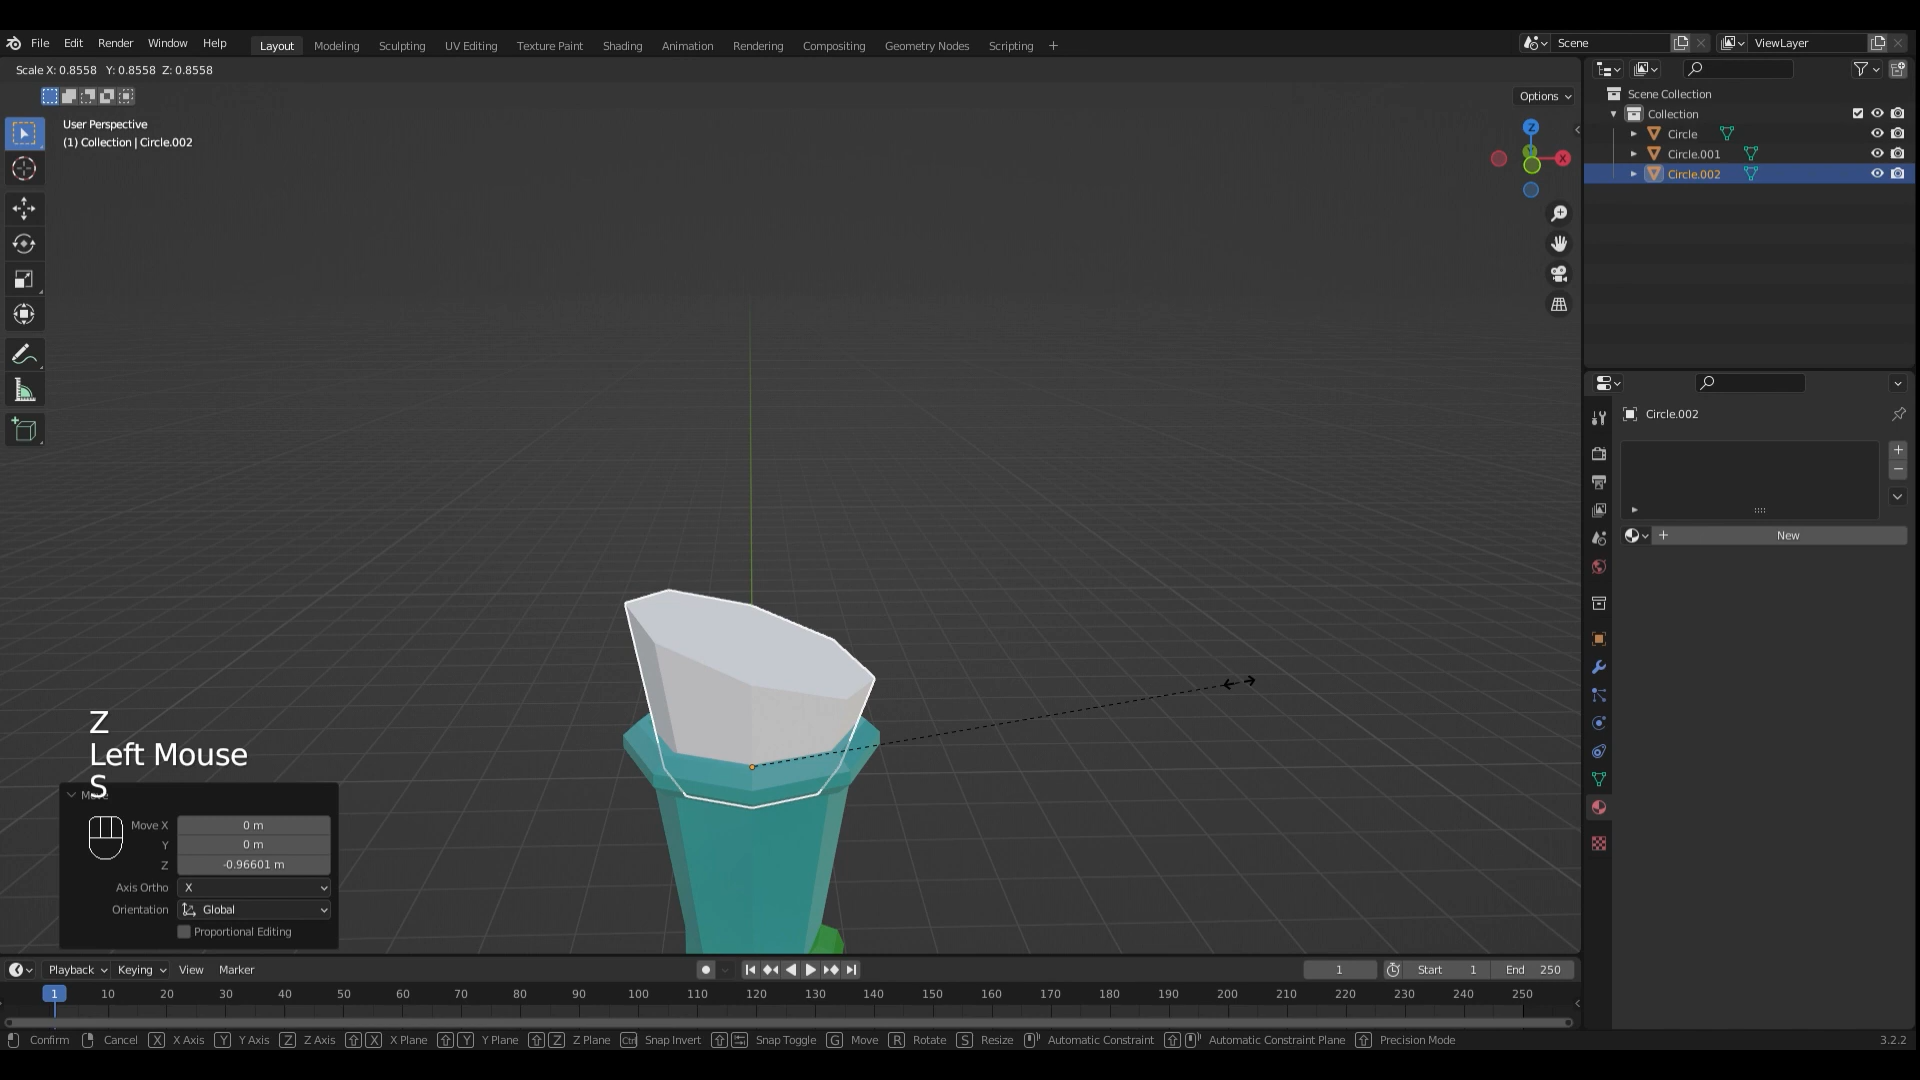 File Edit Render Window Help Layout Modeling Sculpting UV Editing Texture Paint Shading Animation Rendering Compositing Geometry Nodes Scripting + Scene ViewLayer
Scale X: 0.8558 Y: 0.8558 Z: 0.8558
Options
User Perspective
(1) Collection | Circle.002
Z
X
Scene Collection
Collection
Circle
Circle.001
Circle.002
Circle.002
+ New
Z
Left Mouse
S
Move
Move X 0 m
Y 0 m
Z -0.96601 m
Axis Ortho X
Orientation Global
Proportional Editing
Playback Keying View Marker 1 Start 1 End 250
1 10 20 30 40 50 60 70 80 90 100 110 120 130 140 150 160 170 180 190 200 210 220 230 240 250
Confirm Cancel X X Axis Y Y Axis Z Z Axis X X Plane Y Y Plane Z Z Plane Ctrl Snap Invert Snap Toggle G Move R Rotate S Resize Automatic Constraint Automatic Constraint Plane Precision Mode 3.2.2